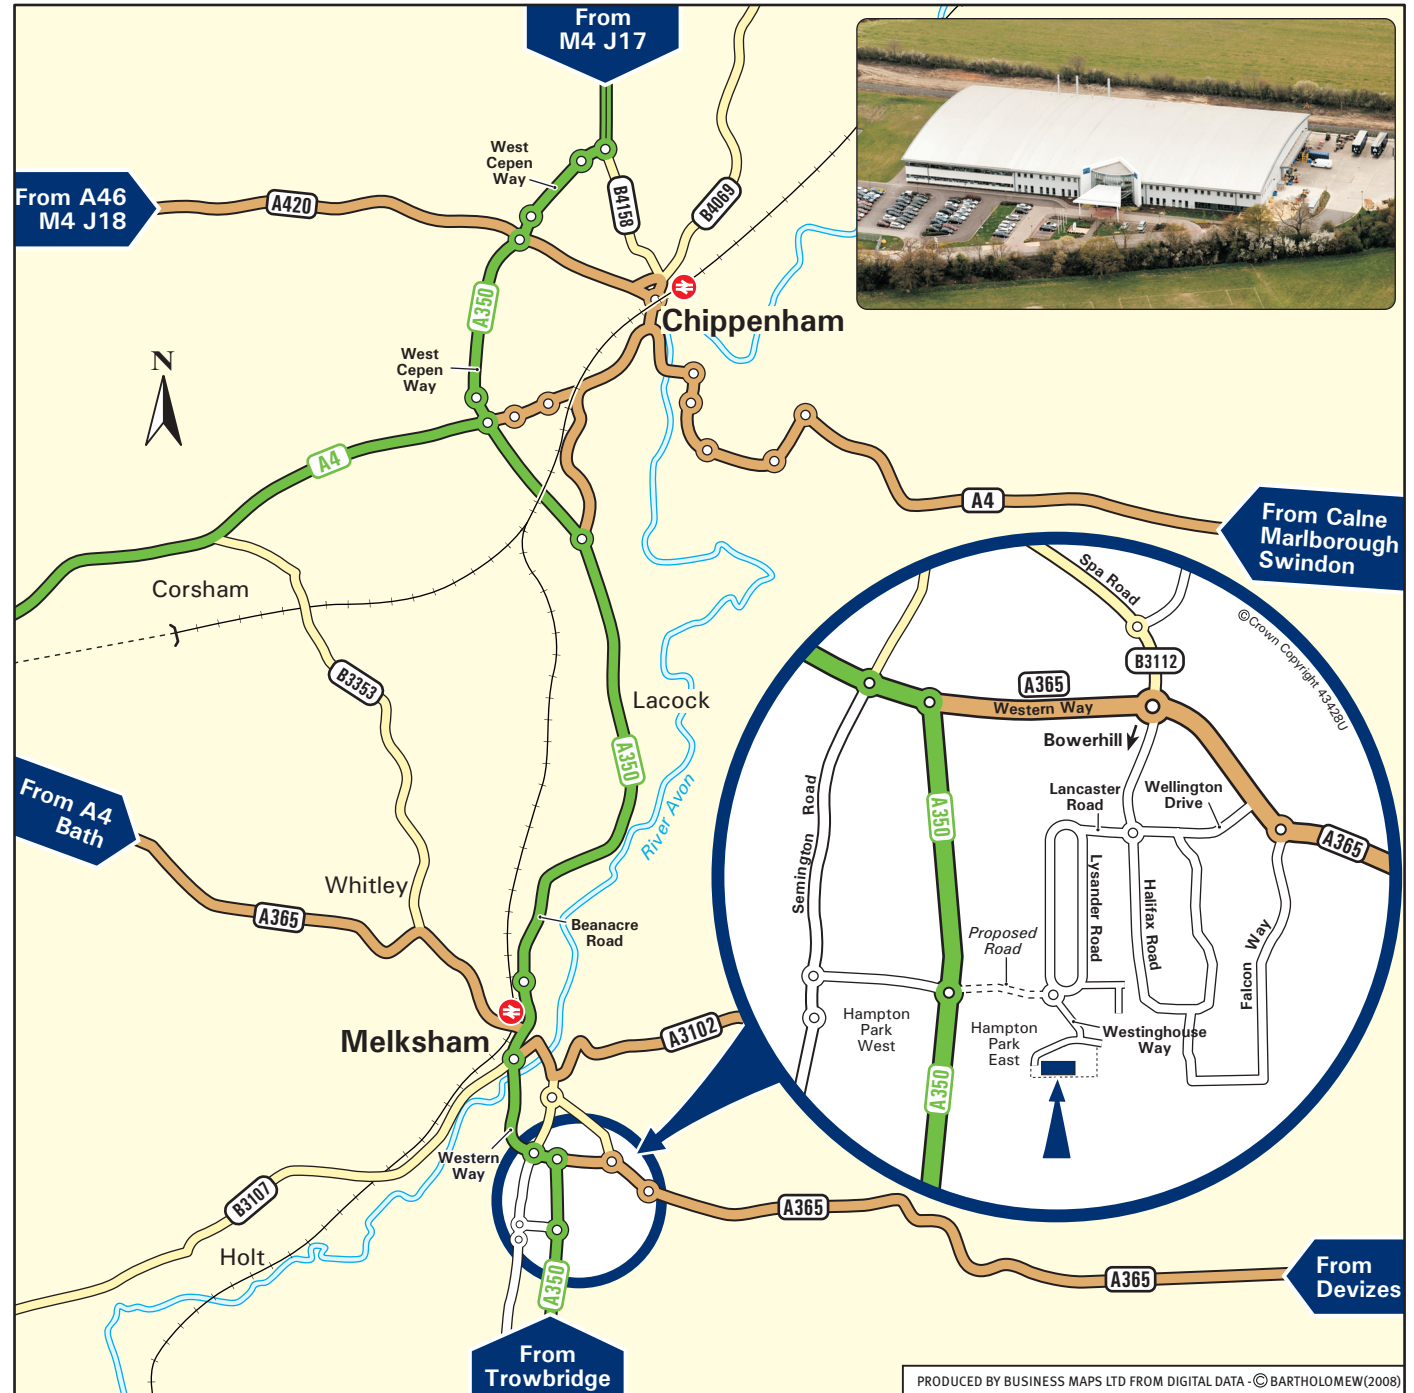 From
M4 J17
West
Cepen
Way
From A46
M4 J18
A420
B4158
B4069
A350
Chippenham
N
West
Cepen
Way
A4
A4
From Calne
Marlborough
Swindon
Corsham
B3353
Lacock
A350
River Avon
From A4
Bath
Whitley
A365
Beanacre
Road
Melksham
A3102
Western
Way
B3107
Holt
A350
A365
A365
From
Devizes
From
Trowbridge
Spa Road
©Crown Copyright 43428U
B3112
A365
Western Way
Bowerhill
Lancaster
Road
Wellington
Drive
A350
A365
Semington Road
Lysander Road
Halifax Road
Falcon Way
Proposed
Road
Hampton
Park
West
Hampton
Park
East
Westinghouse
Way
A350
PRODUCED BY BUSINESS MAPS LTD FROM DIGITAL DATA - © BARTHOLOMEW(2008)